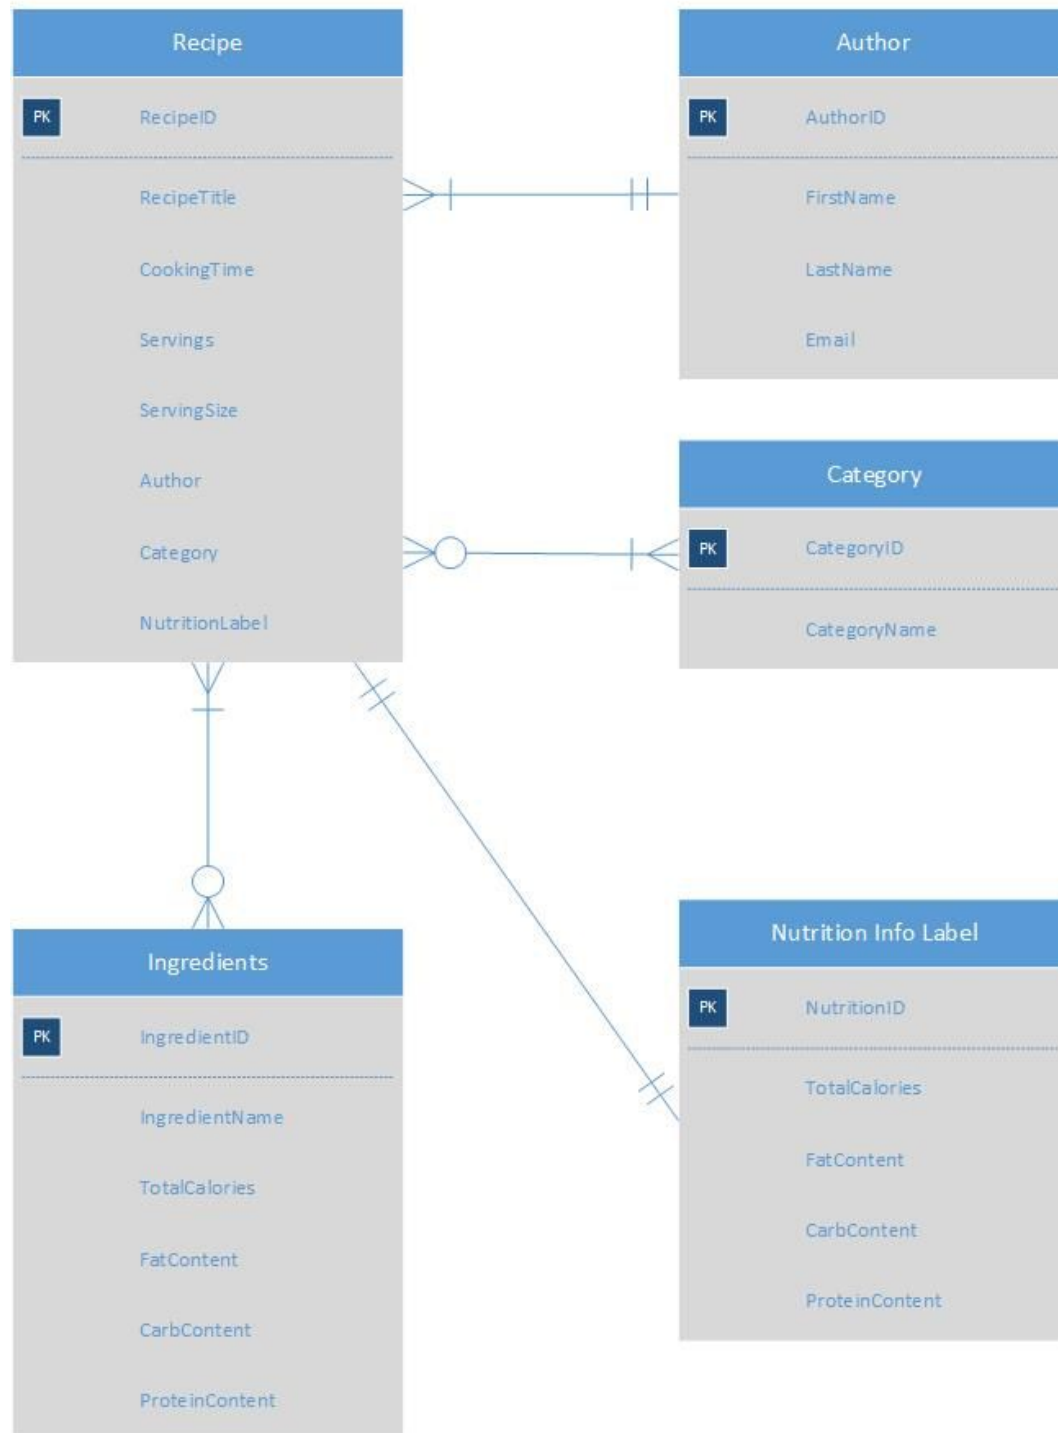 Recipe
PK RecipeID
RecipeTitle
CookingTime
Servings
ServingSize
Author
Category
NutritionLabel
Author
PK AuthorID
FirstName
LastName
Email
Category
PK CategoryID
CategoryName
Ingredients
PK IngredientID
IngredientName
TotalCalories
FatContent
CarbContent
ProteinContent
Nutrition Info Label
PK NutritionID
TotalCalories
FatContent
CarbContent
ProteinContent